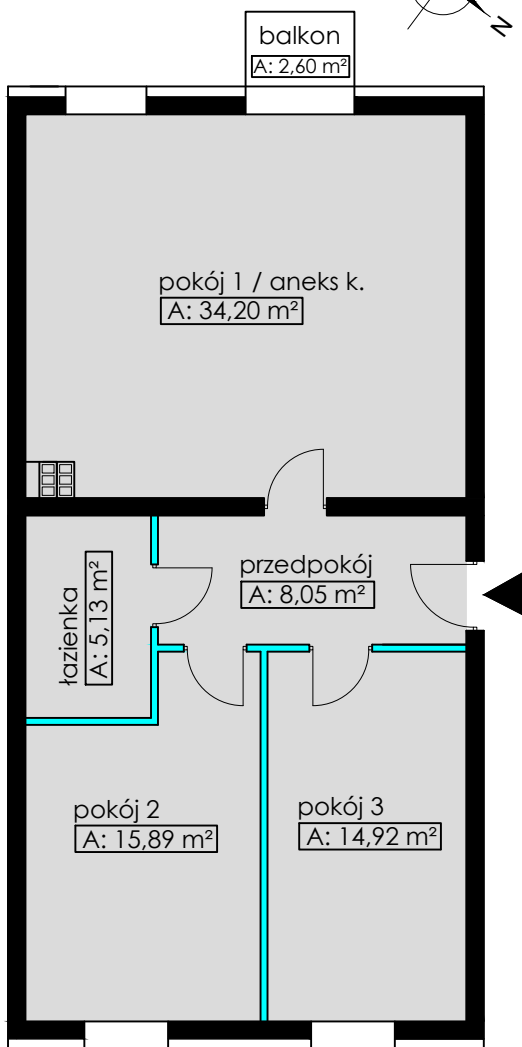 N
balkon
A: 2,60 m²
pokój 1 / aneks k.
A: 34,20 m²
przedpokój
A: 8,05 m²
łazienka
A: 5,13 m²
pokój 2
A: 15,89 m²
pokój 3
A: 14,92 m²